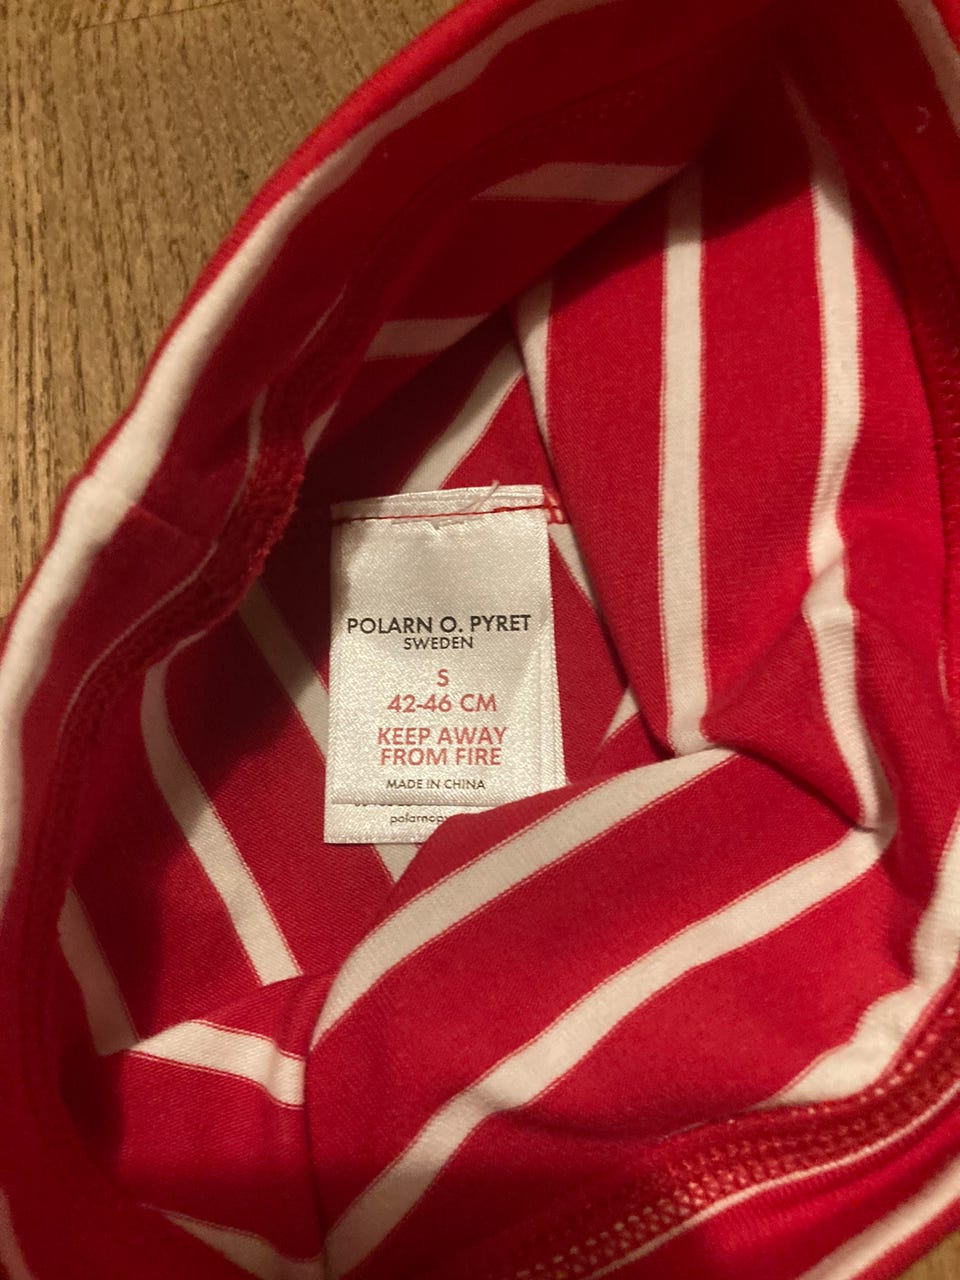 POLARN O. PYRET
SWEDEN
S
42-46 CM
KEEP AWAY
FROM FIRE
MADE IN CHINA